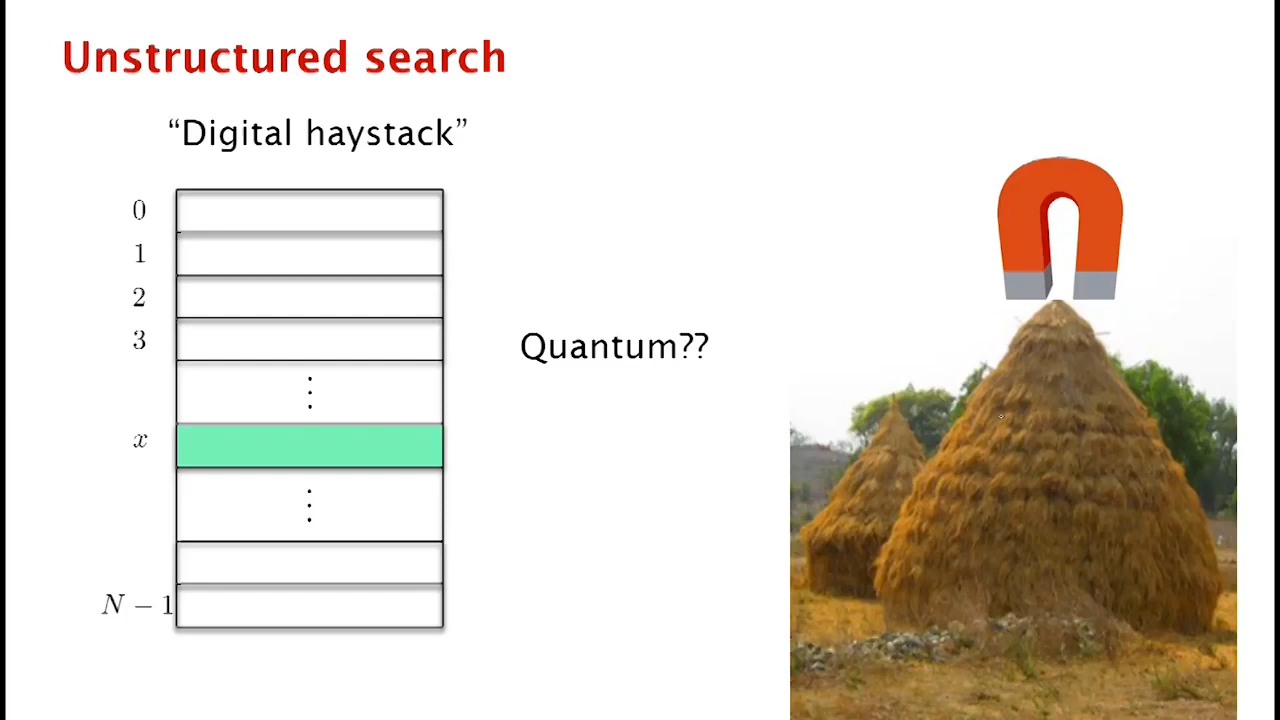 Unstructured search
“Digital haystack”
0
1
2
3
⋮
Quantum??
x
⋮
N − 1